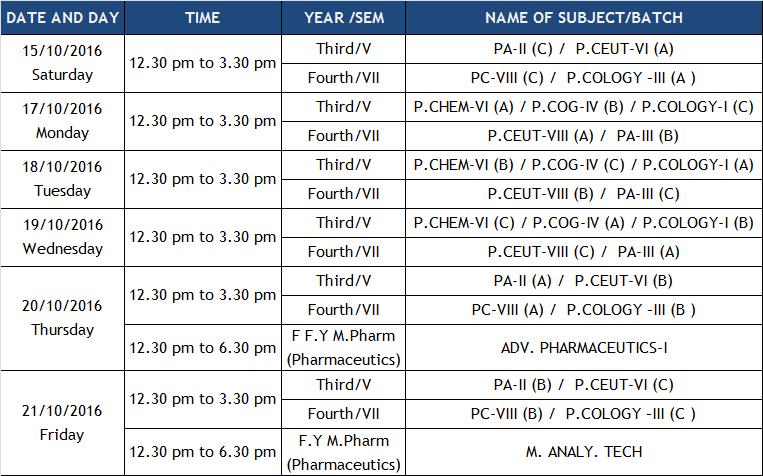 DATE AND DAY TIME YEAR /SEM NAME OF SUBJECT/BATCH
15/10/2016
Saturday
12.30 pm to 3.30 pm
Third/V PA-II (C) / P.CEUT-VI (A)
Fourth/VII PC-VIII (C) / P.COLOGY -III (A )
17/10/2016
Monday
12.30 pm to 3.30 pm
Third/V P.CHEM-VI (A) / P.COG-IV (B) / P.COLOGY-I (C)
Fourth/VII P.CEUT-VIII (A) / PA-III (B)
18/10/2016
Tuesday
12.30 pm to 3.30 pm
Third/V P.CHEM-VI (B) / P.COG-IV (C) / P.COLOGY-I (A)
Fourth/VII P.CEUT-VIII (B) / PA-III (C)
19/10/2016
Wednesday
12.30 pm to 3.30 pm
Third/V P.CHEM-VI (C) / P.COG-IV (A) / P.COLOGY-I (B)
Fourth/VII P.CEUT-VIII (C) / PA-III (A)
20/10/2016
Thursday
12.30 pm to 3.30 pm
Third/V PA-II (A) / P.CEUT-VI (B)
Fourth/VII PC-VIII (A) / P.COLOGY -III (B )
12.30 pm to 6.30 pm
F F.Y M.Pharm
(Pharmaceutics)
ADV. PHARMACEUTICS-I
21/10/2016
Friday
12.30 pm to 3.30 pm
Third/V PA-II (B) / P.CEUT-VI (C)
Fourth/VII PC-VIII (B) / P.COLOGY -III (C )
12.30 pm to 6.30 pm
F.Y M.Pharm
(Pharmaceutics)
M. ANALY. TECH